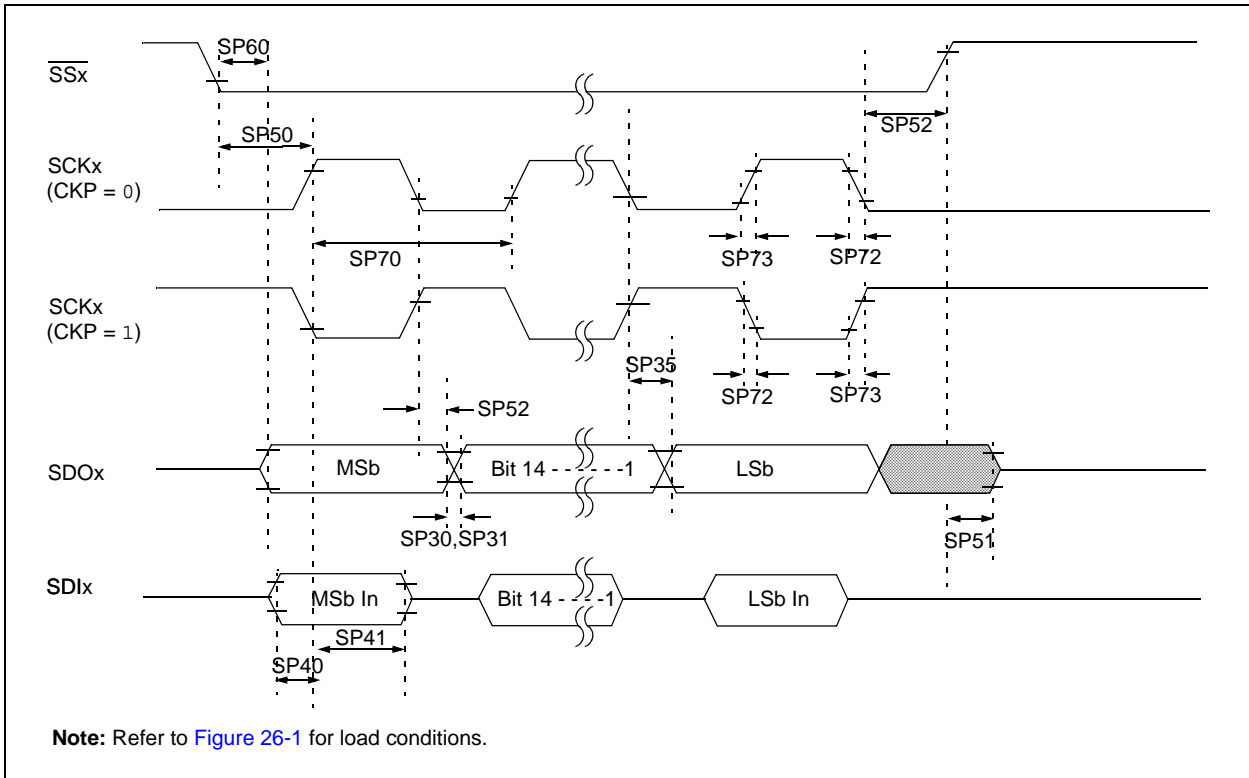 SP60
SSx
SP50
SP52
SCKx
(CKP = 0)
SP70
SP73
SP72
SCKx
(CKP = 1)
SP35
SP72
SP73
SP52
SDOx
MSb
Bit 14 - - - - - -1
LSb
SP30,SP31
SP51
SDIx
MSb In
Bit 14 - - - -1
LSb In
SP41
SP40
Note: Refer to Figure 26-1 for load conditions.